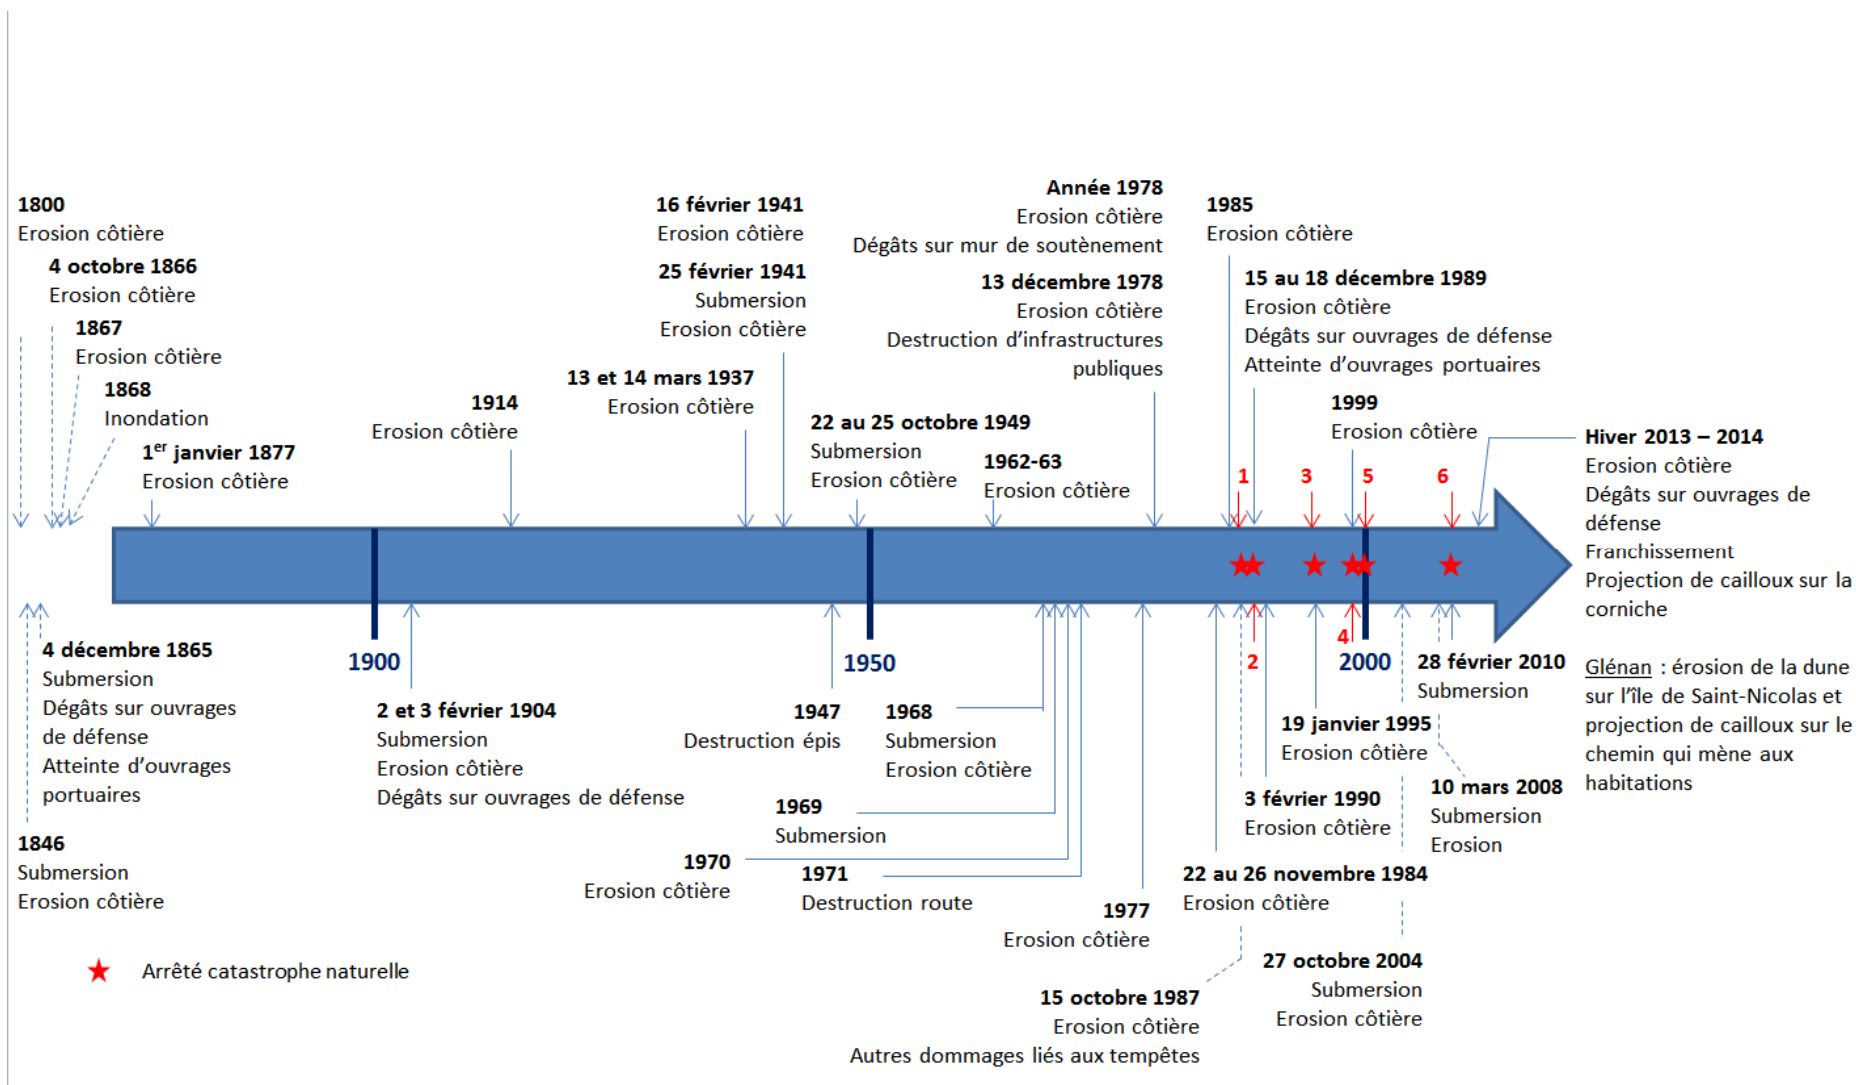 1800
Erosion côtière
4 octobre 1866
Erosion côtière
1867
Erosion côtière
1868
Inondation
1er janvier 1877
Erosion côtière
1914
Erosion côtière
13 et 14 mars 1937
Erosion côtière
16 février 1941
Erosion côtière
25 février 1941
Submersion
Erosion côtière
22 au 25 octobre 1949
Submersion
Erosion côtière
1962-63
Erosion côtière
Année 1978
Erosion côtière
Dégâts sur mur de soutènement
13 décembre 1978
Erosion côtière
Destruction d'infrastructures
publiques
1985
Erosion côtière
15 au 18 décembre 1989
Erosion côtière
Dégâts sur ouvrages de défense
Atteinte d'ouvrages portuaires
1999
Erosion côtière
1
3
5
6
Hiver 2013 – 2014
Erosion côtière
Dégâts sur ouvrages de
défense
Franchissement
Projection de cailloux sur la
corniche
Glénan : érosion de la dune
sur l'île de Saint-Nicolas et
projection de cailloux sur le
chemin qui mène aux
habitations
1900
1950
2000
2
4
4 décembre 1865
Submersion
Dégâts sur ouvrages
de défense
Atteinte d'ouvrages
portuaires
1846
Submersion
Erosion côtière
2 et 3 février 1904
Submersion
Erosion côtière
Dégâts sur ouvrages de défense
1947
Destruction épis
1968
Submersion
Erosion côtière
1969
Submersion
1970
Erosion côtière
1971
Destruction route
1977
Erosion côtière
22 au 26 novembre 1984
Erosion côtière
15 octobre 1987
Erosion côtière
Autres dommages liés aux tempêtes
3 février 1990
Erosion côtière
19 janvier 1995
Erosion côtière
27 octobre 2004
Submersion
Erosion côtière
10 mars 2008
Submersion
Erosion
28 février 2010
Submersion
Arrêté catastrophe naturelle